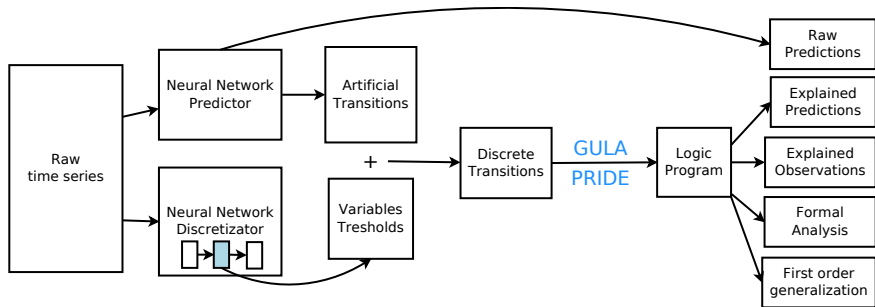 Raw
time series
Neural Network
Predictor
Artificial
Transitions
Neural Network
Discretizator
+
Variables
Tresholds
Discrete
Transitions
GULA
PRIDE
Logic
Program
Raw
Predictions
Explained
Predictions
Explained
Observations
Formal
Analysis
First order
generalization